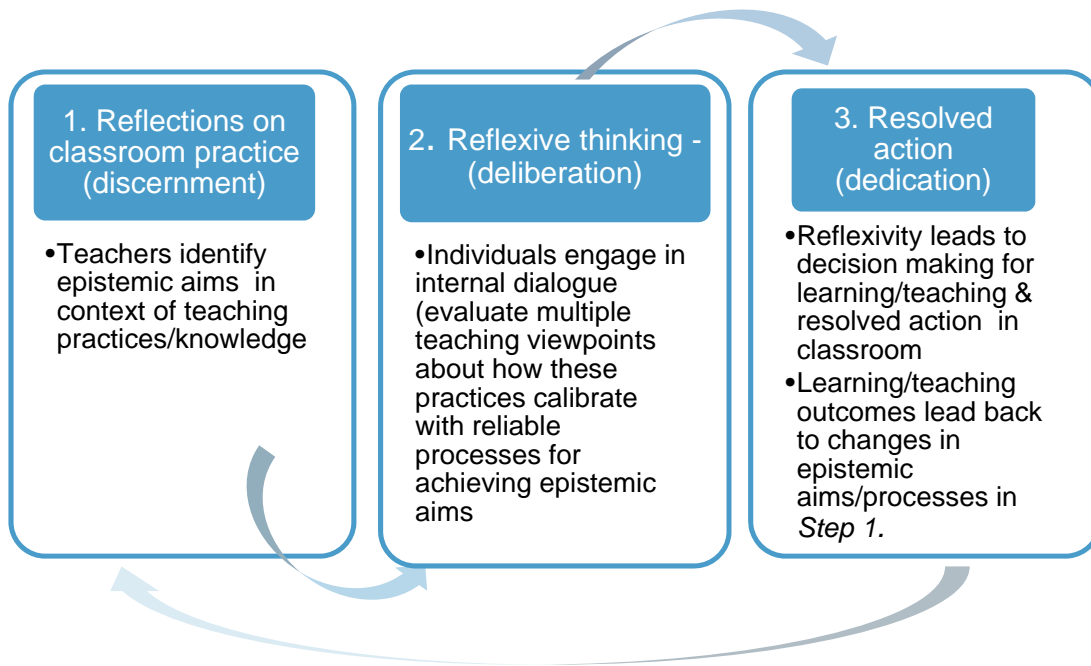 1. Reflections on
classroom practice
(discernment)
•Teachers identify
epistemic aims in
context of teaching
practices/knowledge
2. Reflexive thinking -
(deliberation)
•Individuals engage in
internal dialogue
(evaluate multiple
teaching viewpoints
about how these
practices calibrate
with reliable
processes for
achieving epistemic
aims
3. Resolved
action
(dedication)
•Reflexivity leads to
decision making for
learning/teaching &
resolved action in
classroom
•Learning/teaching
outcomes lead back
to changes in
epistemic
aims/processes in
Step 1.